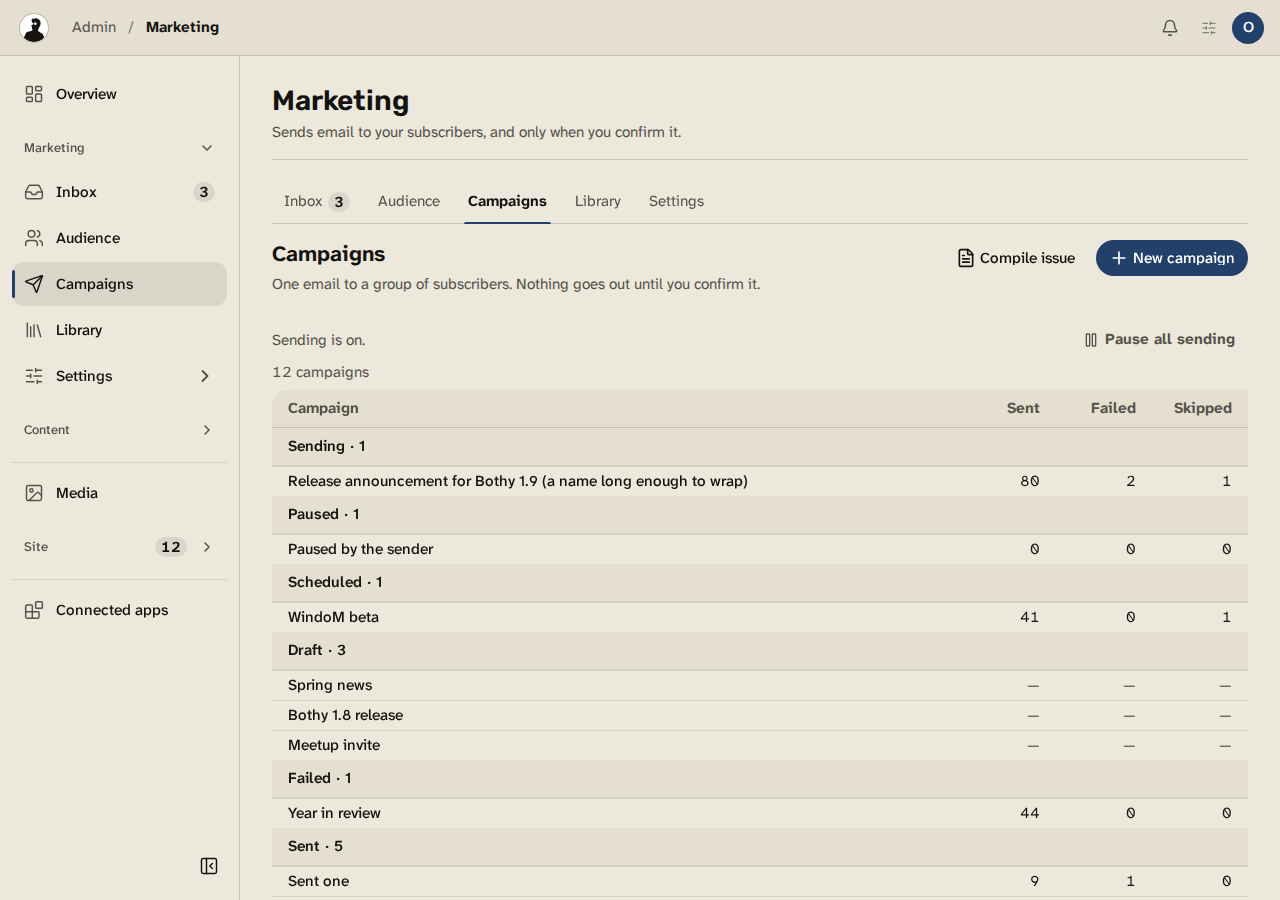 Admin / Marketing
O
Overview
Marketing
Inbox 3
Audience
Campaigns
Library
Settings
Content
Media
Site 12
Connected apps
Marketing
Sends email to your subscribers, and only when you confirm it.
Inbox 3 Audience Campaigns Library Settings
Campaigns
Compile issue
New campaign
One email to a group of subscribers. Nothing goes out until you confirm it.
Sending is on.
Pause all sending
12 campaigns
Campaign Sent Failed Skipped
Sending · 1
Release announcement for Bothy 1.9 (a name long enough to wrap) 80 2 1
Paused · 1
Paused by the sender 0 0 0
Scheduled · 1
WindoM beta 41 0 1
Draft · 3
Spring news — — —
Bothy 1.8 release — — —
Meetup invite — — —
Failed · 1
Year in review 44 0 0
Sent · 5
Sent one 9 1 0